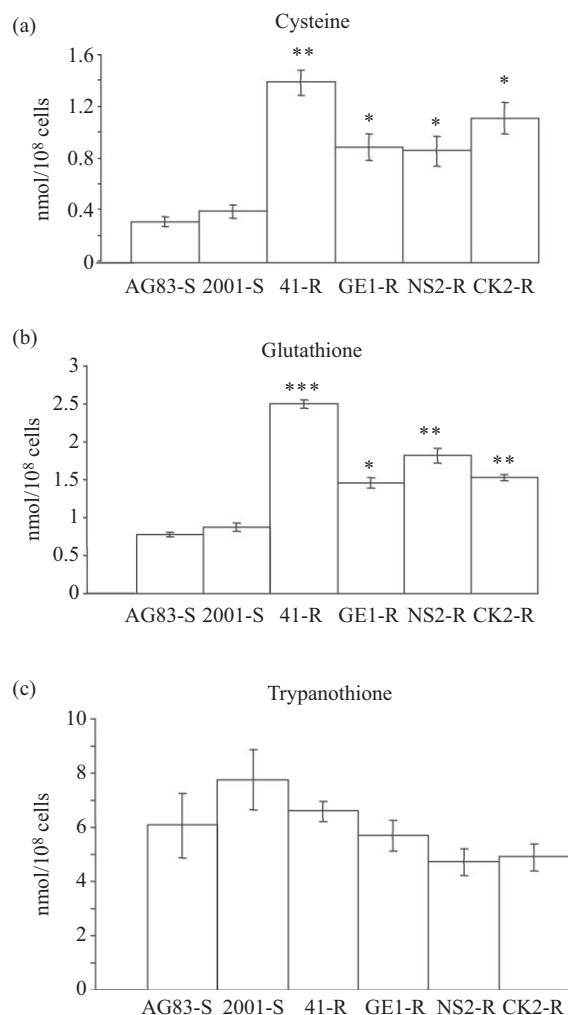 (a)
Cysteine
nmol/10⁸ cells
1.6
1.2
0.8
0.4
0
**
*
*
*
AG83-S 2001-S 41-R GE1-R NS2-R CK2-R
(b)
Glutathione
nmol/10⁸ cells
3
2.5
2
1.5
1
0.5
0
***
*
**
**
AG83-S 2001-S 41-R GE1-R NS2-R CK2-R
(c)
Trypanothione
nmol/10⁸ cells
10
8
6
4
2
0
AG83-S 2001-S 41-R GE1-R NS2-R CK2-R